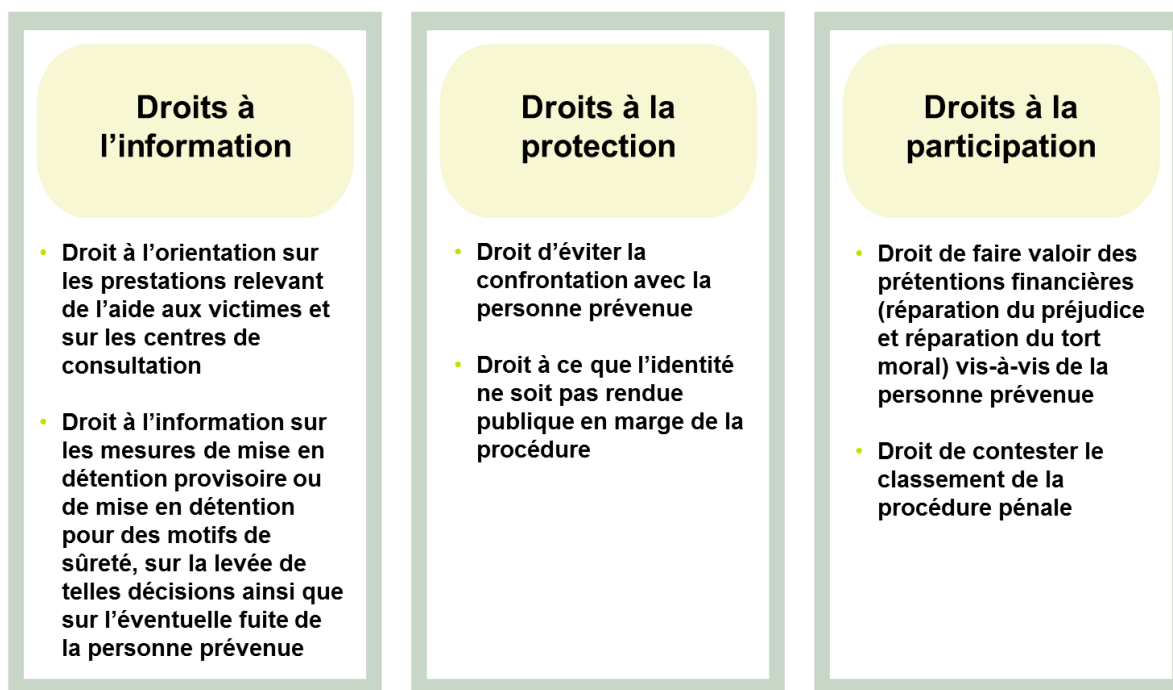 Droits à
l’information
• Droit à l’orientation sur
les prestations relevant
de l’aide aux victimes et
sur les centres de
consultation
• Droit à l’information sur
les mesures de mise en
détention provisoire ou
de mise en détention
pour des motifs de
sûreté, sur la levée de
telles décisions ainsi que
sur l’éventuelle fuite de
la personne prévenue
Droits à la
protection
• Droit d’éviter la
confrontation avec la
personne prévenue
• Droit à ce que l’identité
ne soit pas rendue
publique en marge de la
procédure
Droits à la
participation
• Droit de faire valoir des
prétentions financières
(réparation du préjudice
et réparation du tort
moral) vis-à-vis de la
personne prévenue
• Droit de contester le
classement de la
procédure pénale